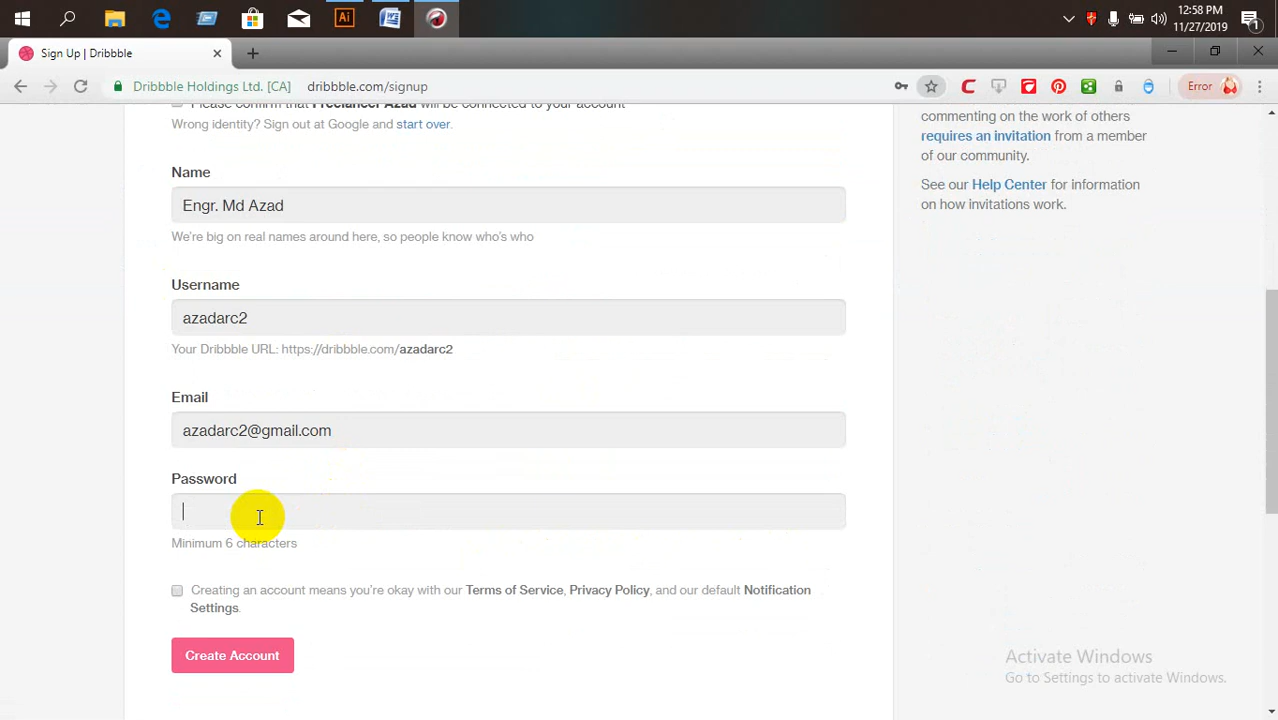 12:58 PM
11/27/2019
Ai
Sign Up | Dribbble
Dribbble Holdings Ltd. [CA]
dribbble.com/signup
Error
Please confirm that Freelancer Azad will be connected to your account
Wrong identity? Sign out at Google and start over.
Name
Engr. Md Azad
We're big on real names around here, so people know who's who
Username
azadarc2
Your Dribbble URL: https://dribbble.com/azadarc2
Email
azadarc2@gmail.com
Password
Minimum 6 characters
Creating an account means you're okay with our Terms of Service, Privacy Policy, and our default Notification
Settings.
Create Account
commenting on the work of others
requires an invitation from a member
of our community.
See our Help Center for information
on how invitations work.
Activate Windows
Go to Settings to activate Windows.